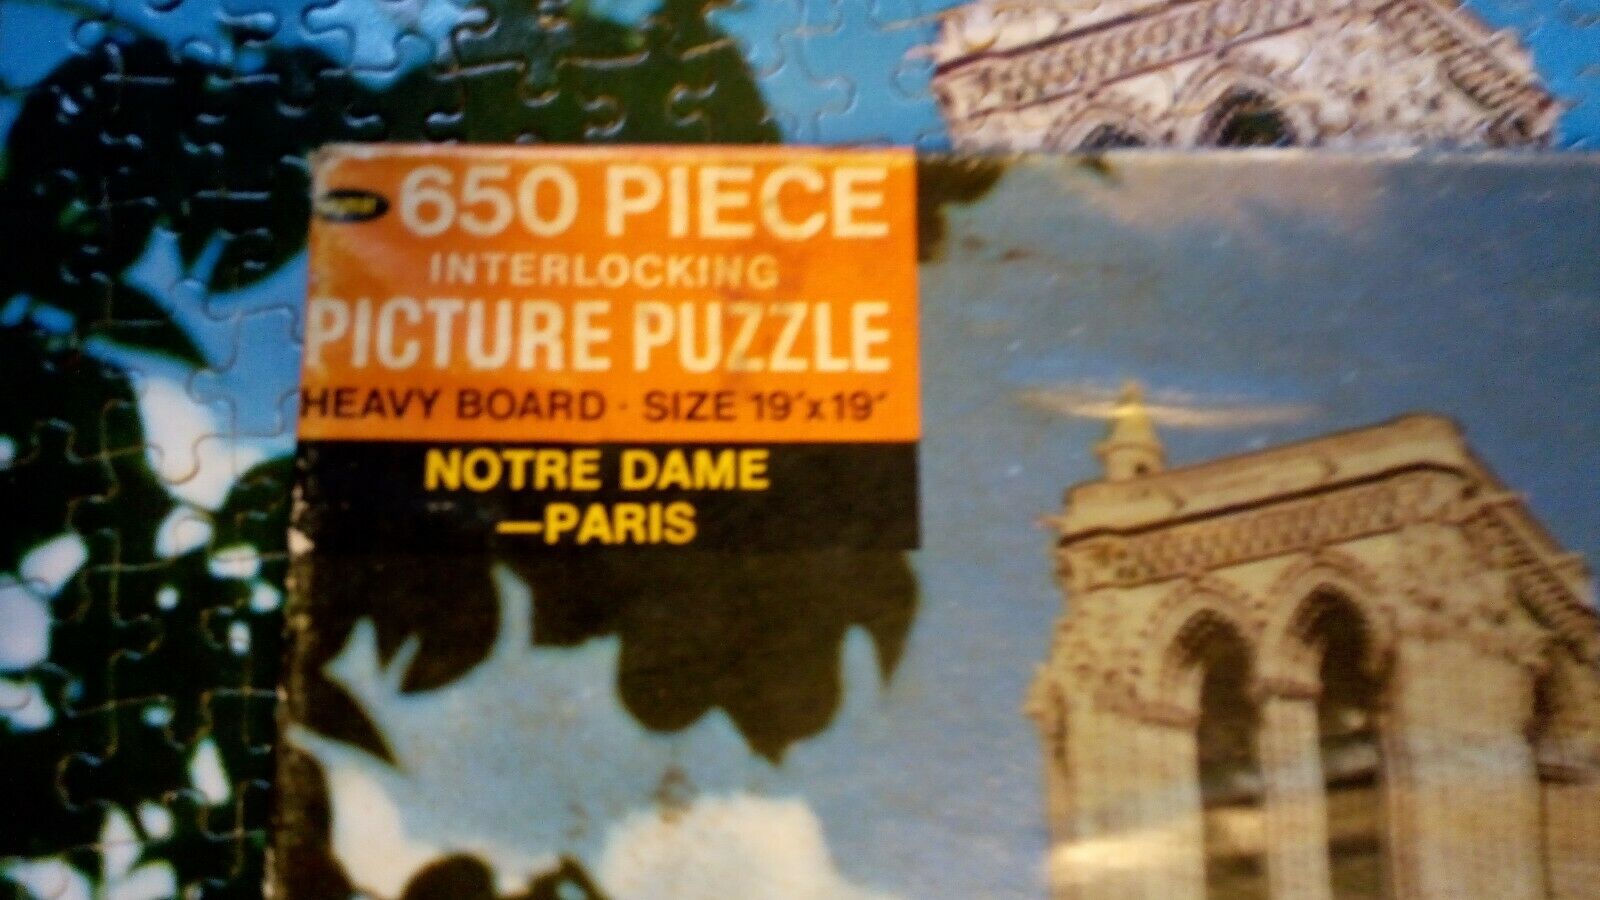 650 PIECE
INTERLOCKING
PICTURE PUZZLE
HEAVY BOARD · SIZE 19"x19"
NOTRE DAME
—PARIS